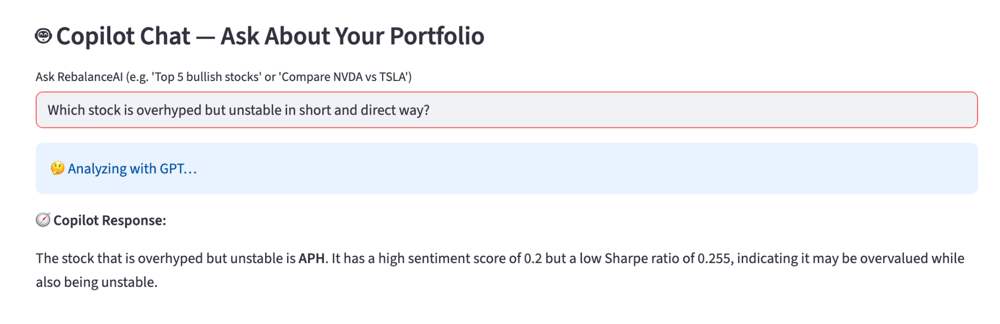 Copilot Chat — Ask About Your Portfolio
Ask RebalanceAI (e.g. 'Top 5 bullish stocks' or 'Compare NVDA vs TSLA')
Which stock is overhyped but unstable in short and direct way?
🤔 Analyzing with GPT...
🧭 Copilot Response:
The stock that is overhyped but unstable is APH. It has a high sentiment score of 0.2 but a low Sharpe ratio of 0.255, indicating it may be overvalued while
also being unstable.